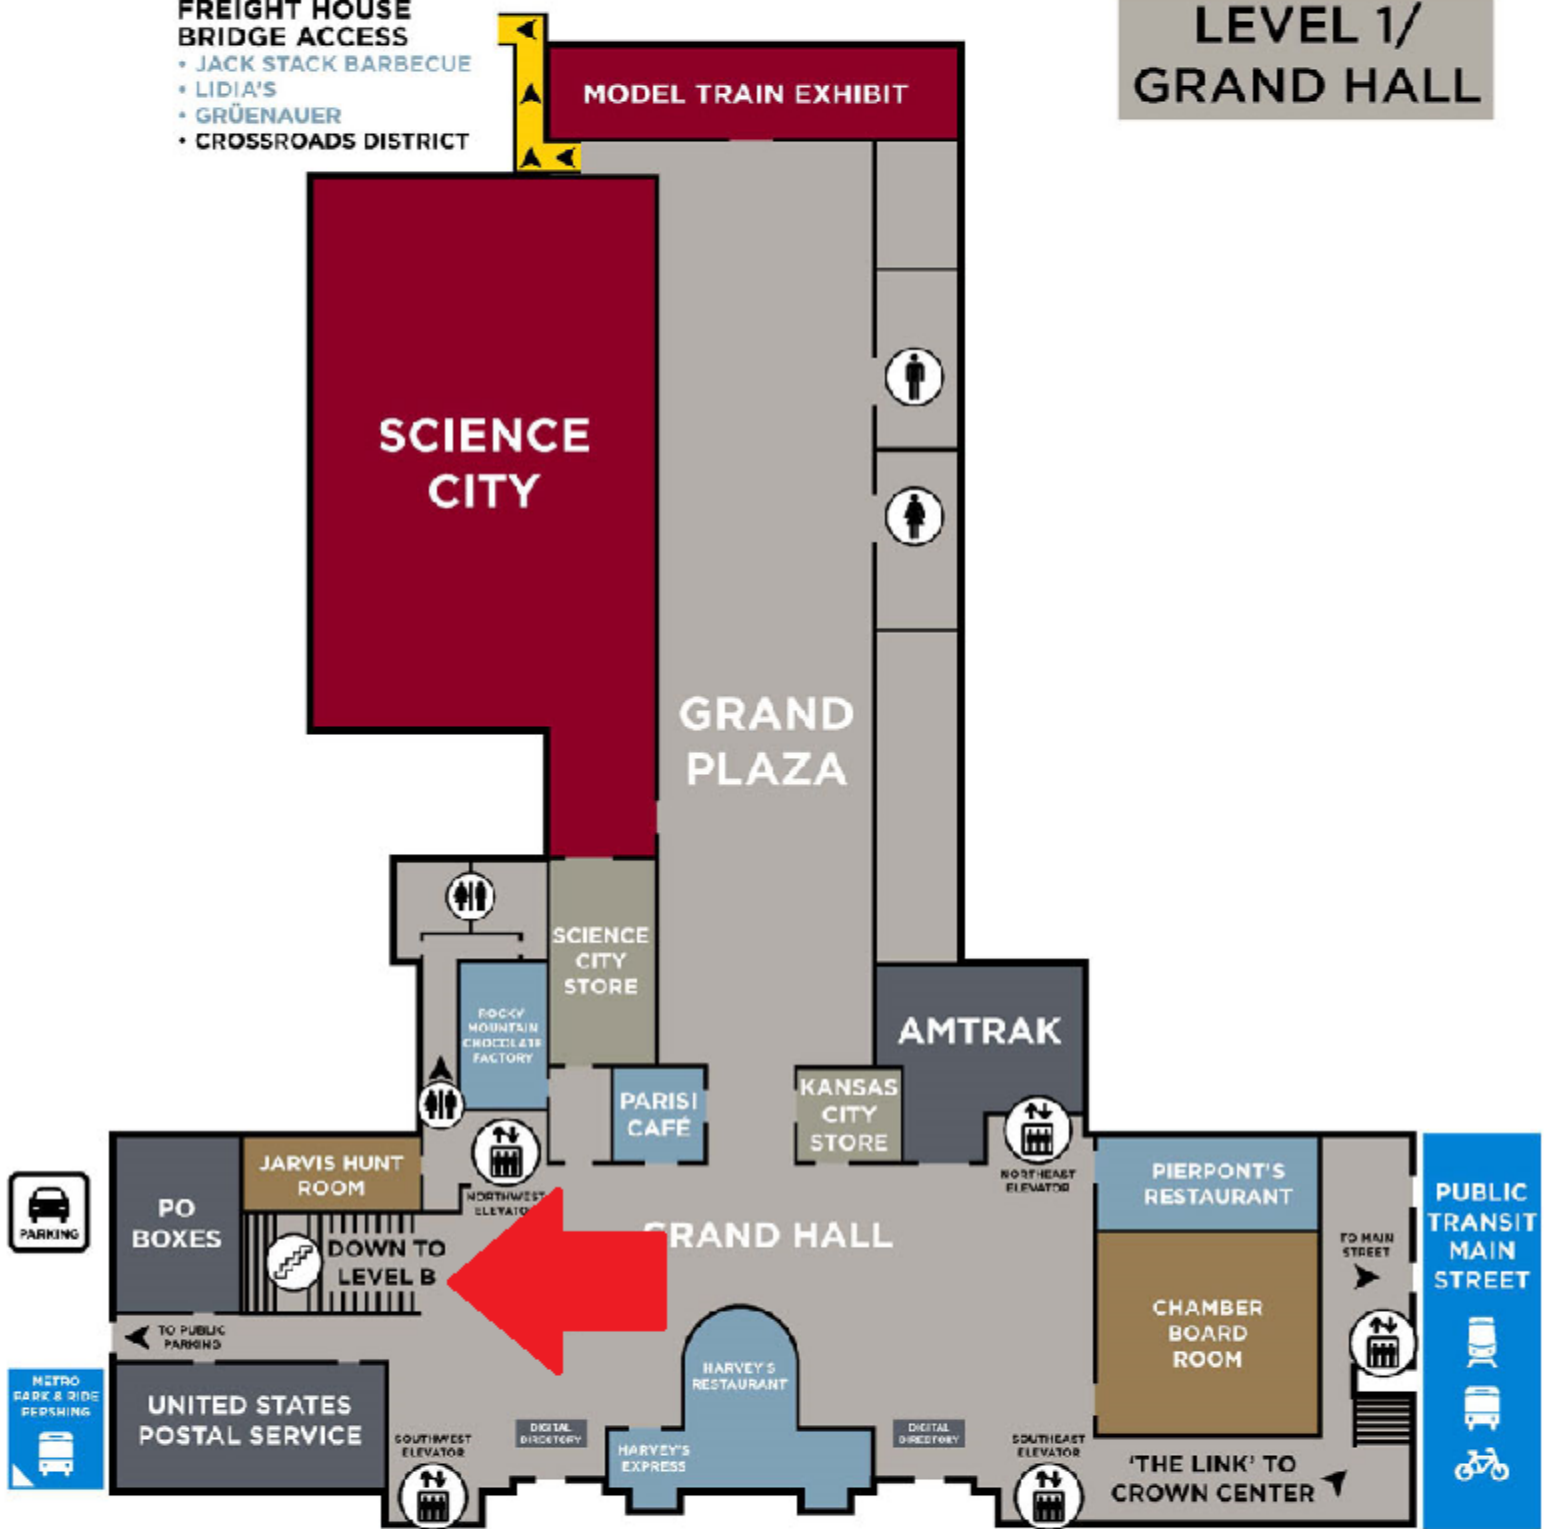 FREIGHT HOUSE
BRIDGE ACCESS
• JACK STACK BARBECUE
• LIDIA'S
• GRÜENAUER
• CROSSROADS DISTRICT
LEVEL 1/
GRAND HALL
MODEL TRAIN EXHIBIT
SCIENCE
CITY
GRAND
PLAZA
SCIENCE
CITY
STORE
ROCKY
MOUNTAIN
CHOCOLATE
FACTORY
AMTRAK
PARISI
CAFÉ
KANSAS
CITY
STORE
JARVIS HUNT
ROOM
PO
BOXES
PARKING
NORTHWEST
NORTHEAST
ELEVATOR
PIERPONT'S
RESTAURANT
PUBLIC
TRANSIT
MAIN
STREET
GRAND HALL
DOWN TO
LEVEL B
TO MAIN
STREET
CHAMBER
BOARD
ROOM
TO PUBLIC
PARKING
HARVEY'S
RESTAURANT
METRO
PARK & RIDE
PERSHING
UNITED STATES
POSTAL SERVICE
SOUTHWEST
ELEVATOR
DIGITAL
DIRECTORY
HARVEY'S
EXPRESS
DIGITAL
DIRECTORY
SOUTHEAST
ELEVATOR
'THE LINK' TO
CROWN CENTER